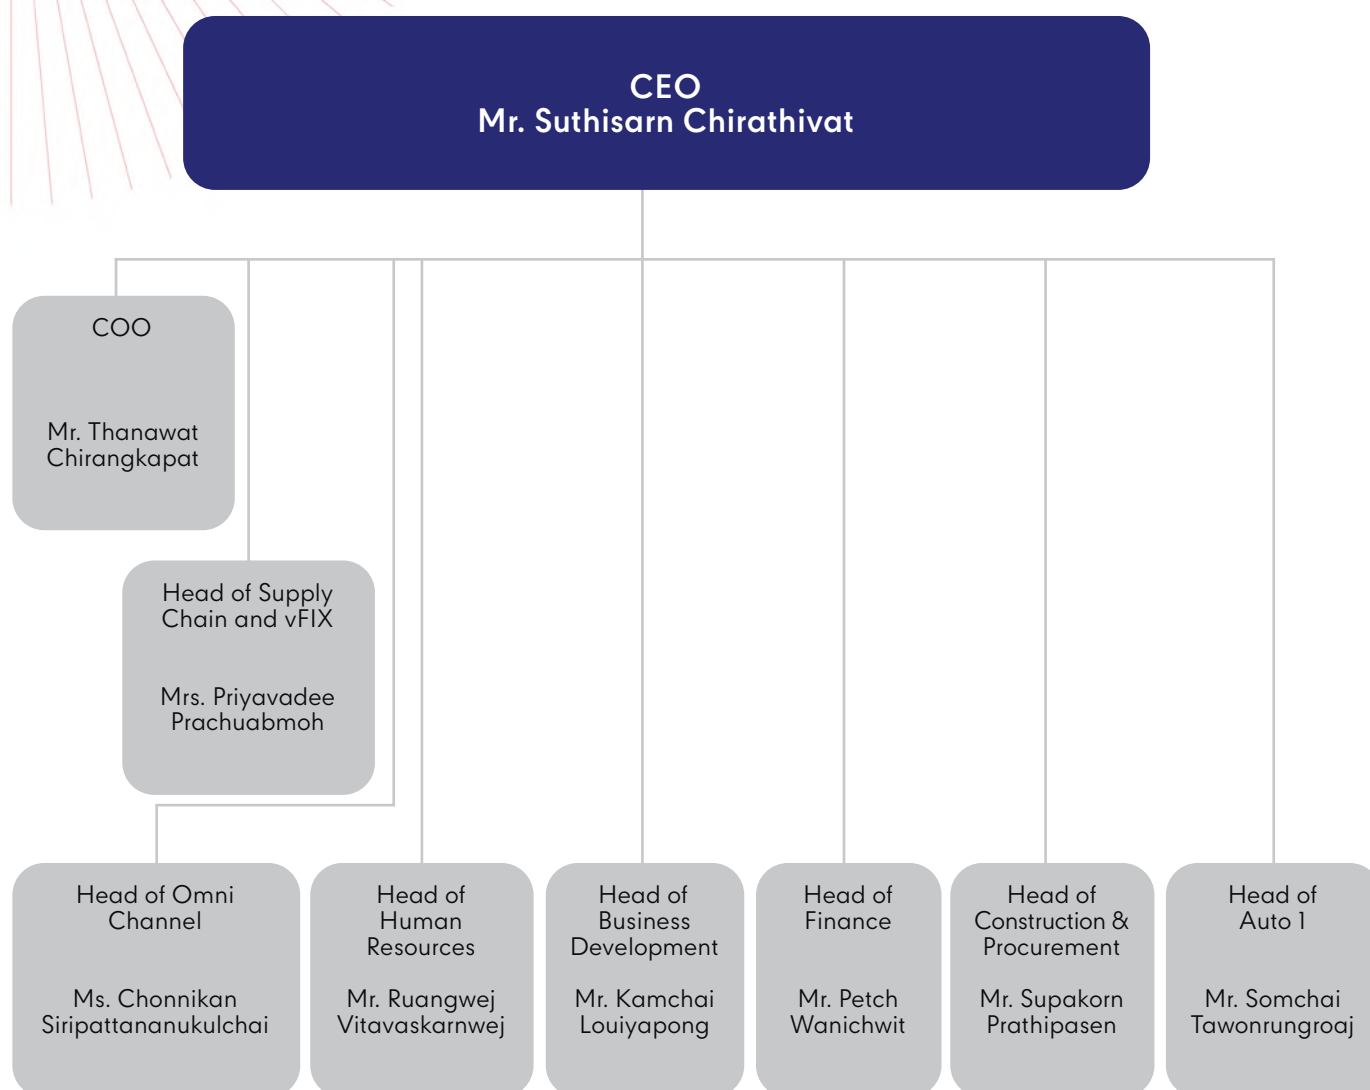 CEO
Mr. Suthisarn Chirathivat
COO
Mr. Thanawat
Chirangkapat
Head of Supply
Chain and vFIX
Mrs. Priyavadee
Prachuabmoh
Head of Omni
Channel
Ms. Chonnikan
Siripattananukulchai
Head of
Human
Resources
Mr. Ruangwej
Vitavaskarnwej
Head of
Business
Development
Mr. Kamchai
Louiyapong
Head of
Finance
Mr. Petch
Wanichwit
Head of
Construction &
Procurement
Mr. Supakorn
Prathipasen
Head of
Auto 1
Mr. Somchai
Tawonrungroaj